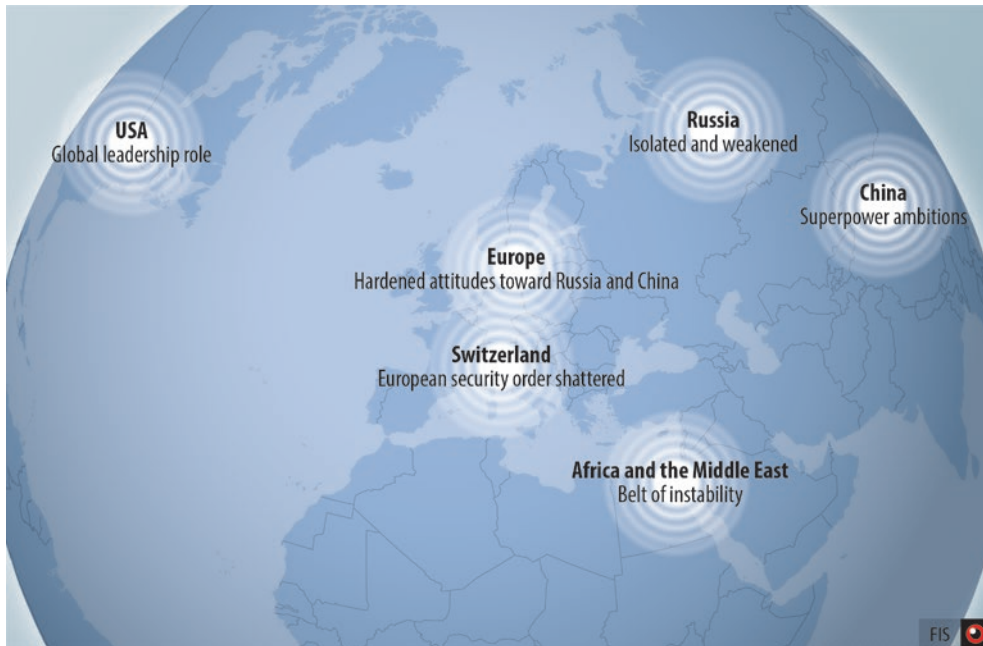 USA
Global leadership role
Russia
Isolated and weakened
China
Superpower ambitions
Europe
Hardened attitudes toward Russia and China
Switzerland
European security order shattered
Africa and the Middle East
Belt of instability
FIS